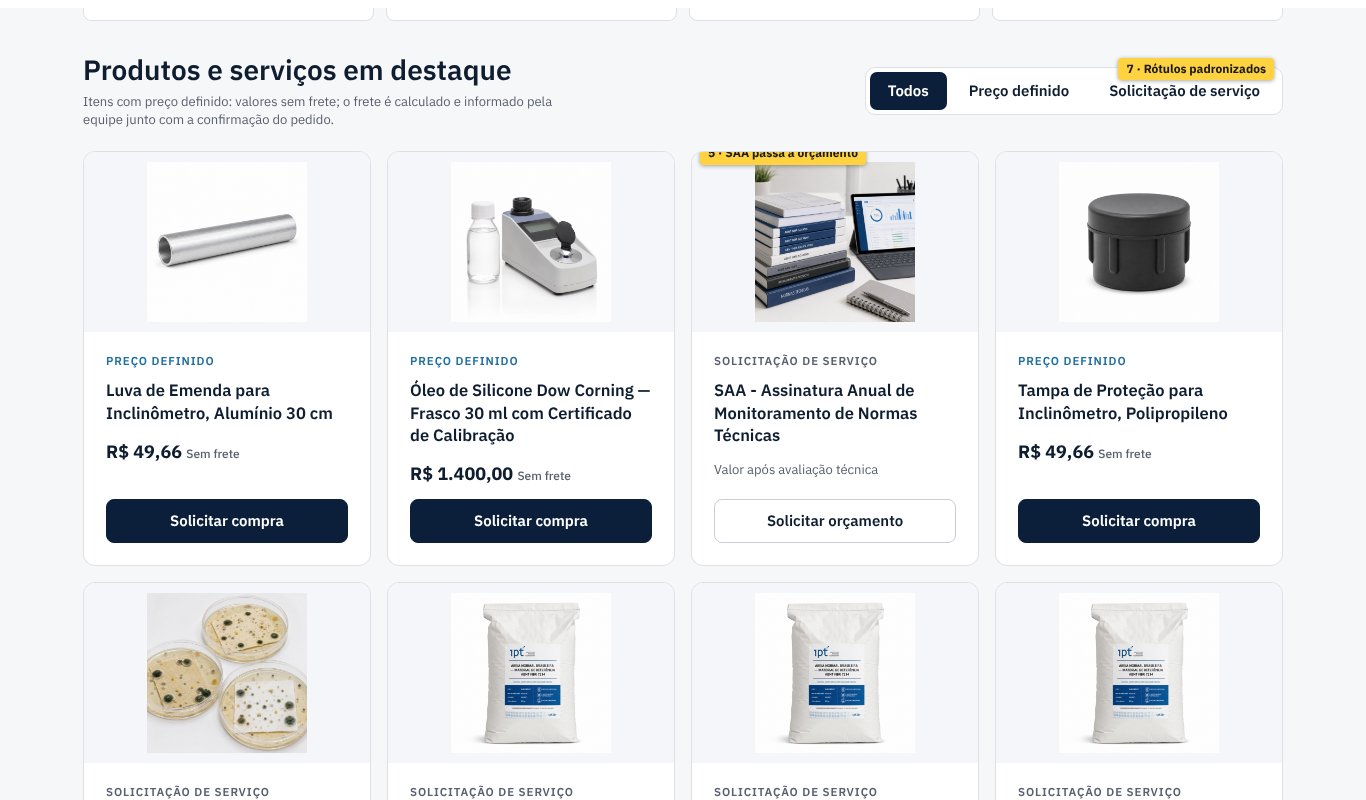 Produtos e serviços em destaque
Itens com preço definido: valores sem frete; o frete é calculado e informado pela
equipe junto com a confirmação do pedido.
7 · Rótulos padronizados
Todos
Preço definido
Solicitação de serviço
5 · SAA passa a orçamento
PREÇO DEFINIDO
Luva de Emenda para
Inclinômetro, Alumínio 30 cm
R$ 49,66 Sem frete
Solicitar compra
PREÇO DEFINIDO
Óleo de Silicone Dow Corning —
Frasco 30 ml com Certificado
de Calibração
R$ 1.400,00 Sem frete
Solicitar compra
SOLICITAÇÃO DE SERVIÇO
SAA - Assinatura Anual de
Monitoramento de Normas
Técnicas
Valor após avaliação técnica
Solicitar orçamento
PREÇO DEFINIDO
Tampa de Proteção para
Inclinômetro, Polipropileno
R$ 49,66 Sem frete
Solicitar compra
ipt
ipt
ipt
SOLICITAÇÃO DE SERVIÇO
SOLICITAÇÃO DE SERVIÇO
SOLICITAÇÃO DE SERVIÇO
SOLICITAÇÃO DE SERVIÇO